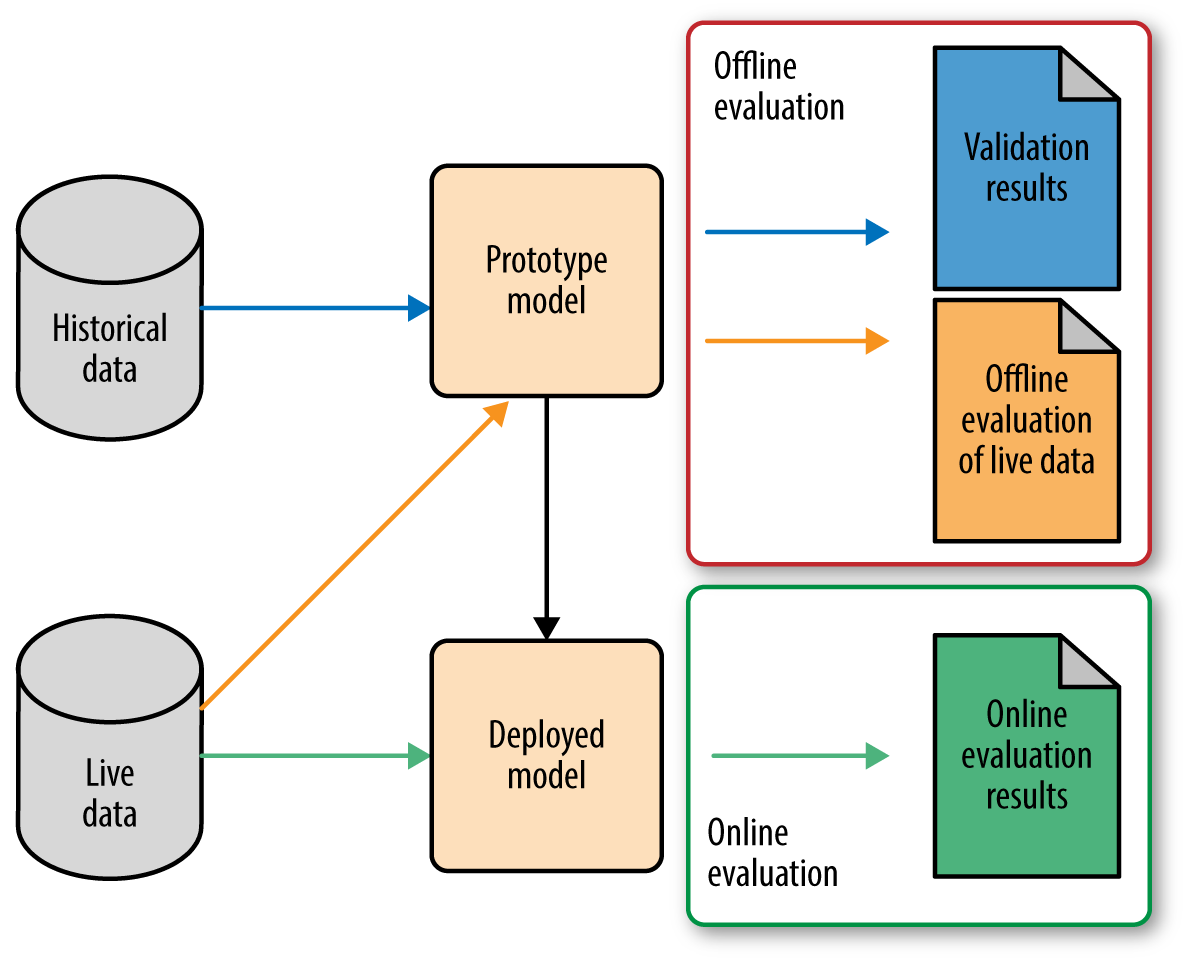 Offline
evaluation
Validation
results
Historical
data
Prototype
model
Offline
evaluation
of live data
Live
data
Deployed
model
Online
evaluation
Online
evaluation
results